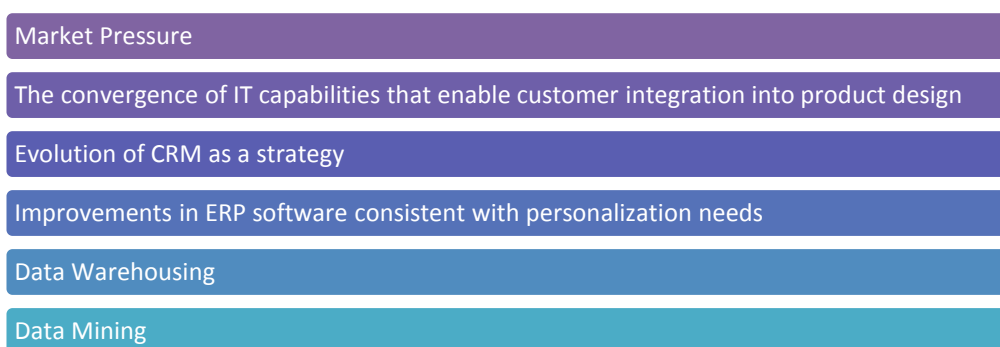 Market Pressure
The convergence of IT capabilities that enable customer integration into product design
Evolution of CRM as a strategy
Improvements in ERP software consistent with personalization needs
Data Warehousing
Data Mining